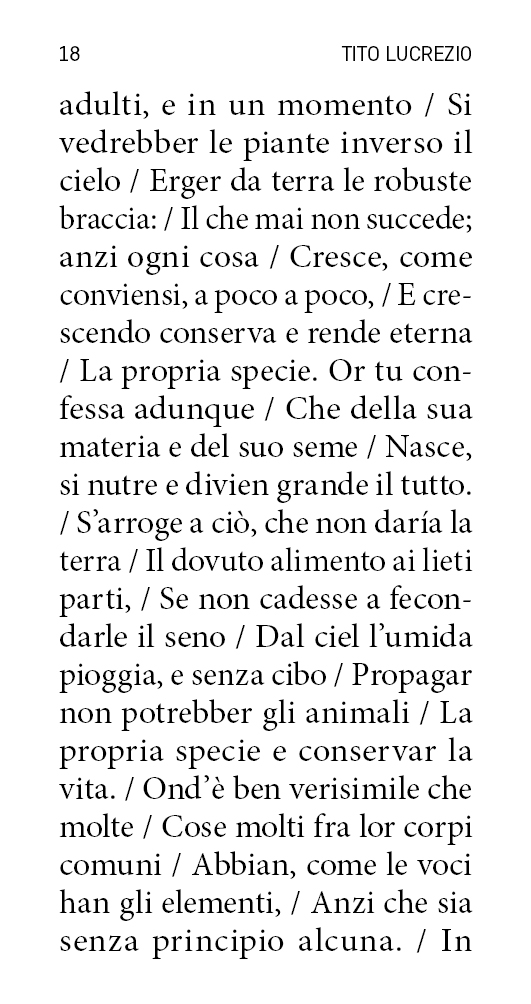 18 TITO LUCREZIO
adulti, e in un momento / Si
vedrebber le piante inverso il
cielo / Erger da terra le robuste
braccia: / Il che mai non succede;
anzi ogni cosa / Cresce, come
conviensi, a poco a poco, / E cre-
scendo conserva e rende eterna
/ La propria specie. Or tu con-
fessa adunque / Che della sua
materia e del suo seme / Nasce,
si nutre e divien grande il tutto.
/ S’arroge a ciò, che non daría la
terra / Il dovuto alimento ai lieti
parti, / Se non cadesse a fecon-
darle il seno / Dal ciel l’umida
pioggia, e senza cibo / Propagar
non potrebber gli animali / La
propria specie e conservar la
vita. / Ond’è ben verisimile che
molte / Cose molti fra lor corpi
comuni / Abbian, come le voci
han gli elementi, / Anzi che sia
senza principio alcuna. / In